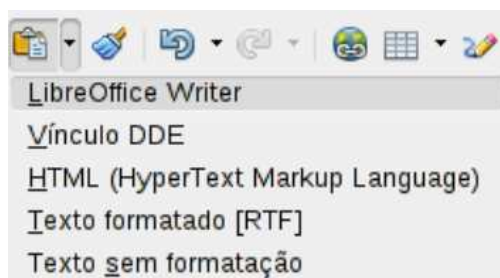 LibreOffice Writer
Vínculo DDE
HTML (HyperText Markup Language)
Texto formatado [RTF]
Texto sem formatação